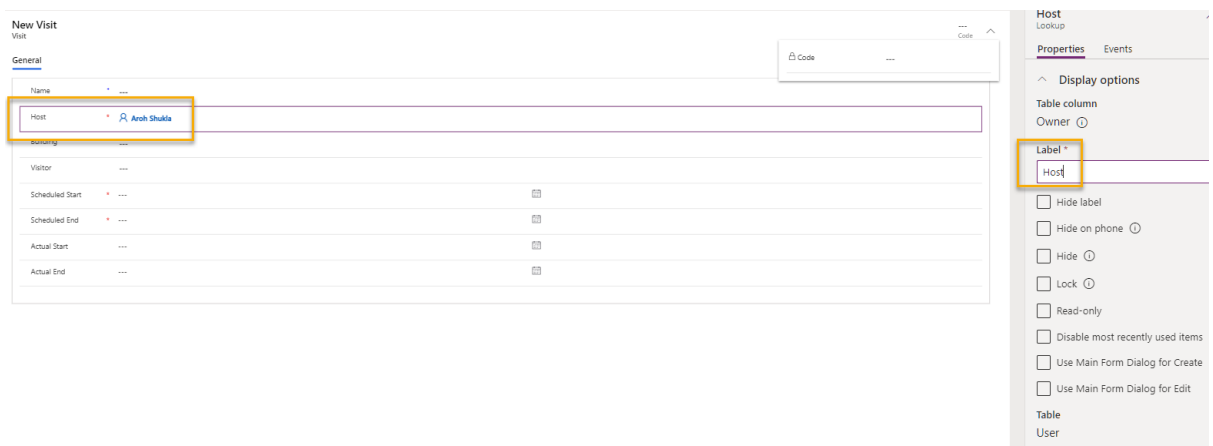 New Visit
Visit
---
Code
General
Code ---
Name * ---
Host * Aroh Shukla
Building ---
Visitor ---
Scheduled Start * ---
Scheduled End * ---
Actual Start ---
Actual End ---
Host
Lookup
Properties Events
Display options
Table column
Owner
Label *
Host
Hide label
Hide on phone
Hide
Lock
Read-only
Disable most recently used items
Use Main Form Dialog for Create
Use Main Form Dialog for Edit
Table
User